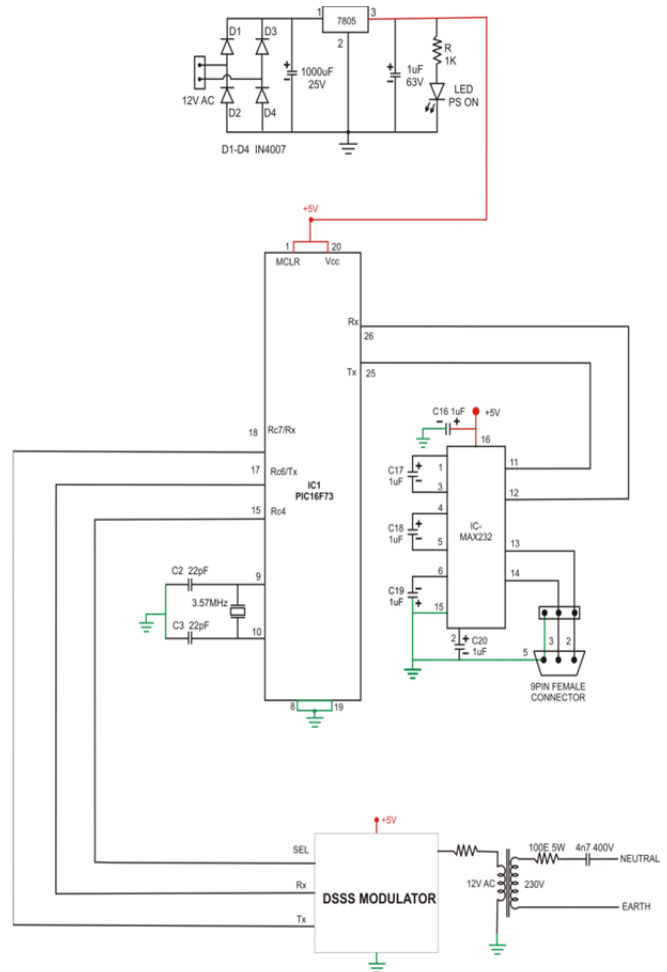 D1 D3
1 7805 3
2
1000uF
25V
1uF
63V
R
1K
LED
PS ON
12V AC
D2 D4
D1-D4 IN4007
+5V
1 20
MCLR Vcc
Rx
26
Tx
25
18 Rc7/Rx
17 Rc6/Tx
15 Rc4
IC1
PIC16F73
C2 22pF
9
3.57MHz
C3 22pF
10
8 19
C16 1uF
+5V
16
C17
1uF
1
3
11
12
C18
1uF
4
5
IC-
MAX232
13
14
6
C19
1uF
15
2
C20
1uF
5 3 2
9PIN FEMALE
CONNECTOR
+5V
SEL
Rx
Tx
DSSS MODULATOR
12V AC
230V
100E 5W
4n7 400V
NEUTRAL
EARTH